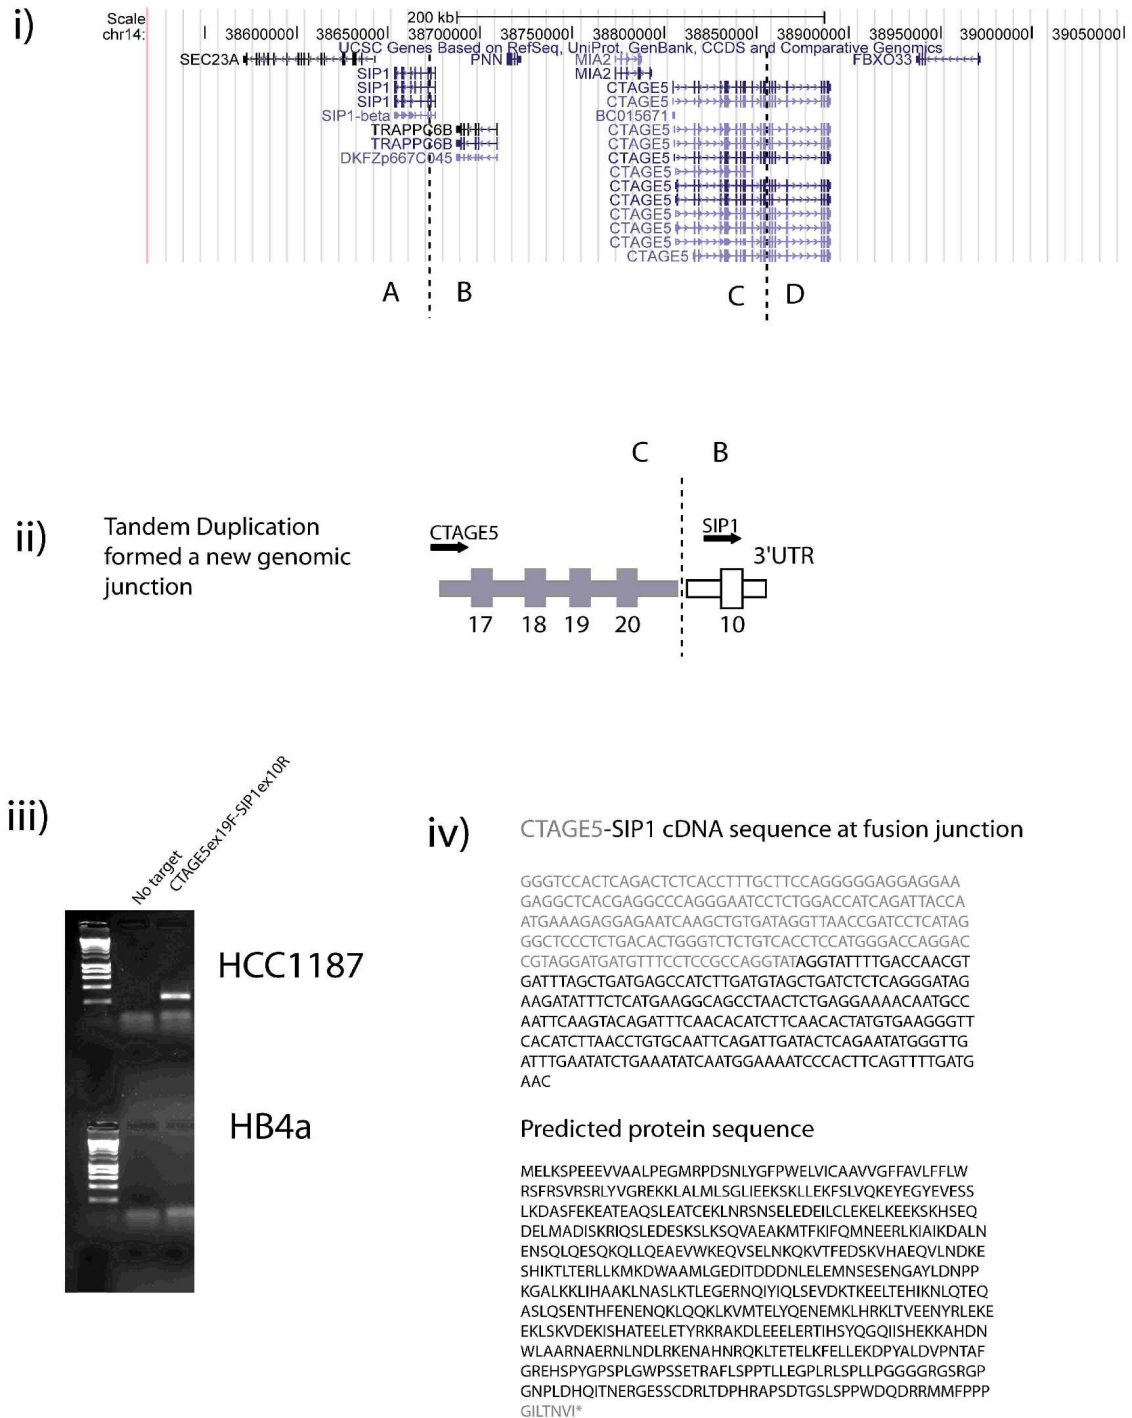 i)
Scale
200 kb
chr14:
38600000 38650000 38700000 38750000 38800000 38850000 38900000 38950000 39000000 39050000
UCSC Genes Based on RefSeq, UniProt, GenBank, CCDS and Comparative Genomics
SEC23A PNN MIA2 FBXO33
SIP1 MIA2
SIP1 CTAGE5
SIP1 CTAGE5
SIP1-beta BC015671
TRAPPC6B CTAGE5
TRAPPC6B CTAGE5
DKFZp667C045 CTAGE5
CTAGE5
CTAGE5
CTAGE5
CTAGE5
CTAGE5
CTAGE5
CTAGE5
A B C D
ii)
Tandem Duplication
formed a new genomic
junction
C B
CTAGE5 SIP1
3'UTR
17 18 19 20 10
iii)
No target
CTAGE5ex19F-SIP1ex10R
HCC1187
HB4a
iv)
CTAGE5-SIP1 cDNA sequence at fusion junction
GGGTCCACTCAGACTCTCACCTTTGCTTCCAGGGGGAGGAGGAA
GAGGCTCACGAGGCCCAGGGAATCCTCTGGACCATCAGATTACCA
ATGAAAGAGGAGAATCAAGCTGTGATAGGTTAACCGATCCTCATAG
GGCTCCCTCTGACACTGGGTCTCTGTCACCTCCATGGGACCAGGAC
CGTAGGATGATGTTTCCTCCGCCAGGTATAGGTATTTTGACCAACGT
GATTTAGCTGATGAGCCATCTTGATGTAGCTGATCTCTCAGGGATAG
AAGATATTTCTCATGAAGGCAGCCTAACTCTGAGGAAAACAATGCC
AATTCAAGTACAGATTTCAACACATCTTCAACACTATGTGAAGGGTT
CACATCTTAACCTGTGCAATTCAGATTGATACTCAGAATATGGGTTG
ATTTGAATATCTGAAATATCAATGGAAAATCCCACTTCAGTTTTGATG
AAC
Predicted protein sequence
MELKSPEEEVVAALPEGMRPDSNLYGFPWELVICAAVVGFFAVLFFLW
RSFRSVRSRLYVGREKKLALMLSGLIEEKSKLLEKFSLVQKEYEGYEVESS
LKDASFEKEATEAQSLEATCEKLNRSNSELEDEILCLEKELKEEKSKHSEQ
DELMADISKRIQSLEDESKSLKSQVAEAKMTFKIFQMNEERLKIAIKDALN
ENSQLQESQKQLLQEAEVWKEQVSELNKQKVTFEDSKVHAEQVLNDKE
SHIKTLTERLLKMKDWAAMLGEDITDDDNLELEMNSESENGAYLDNPP
KGALKKLIHAAKLNASLKTLEGERNQIYIQLSEVDKTKEELTEHIKNLQTEQ
ASLQSENTHFENENQKLQQKLKVMTELYQENEMKLHRKLTVEENYRLEKE
EKLSKVDEKISHATEELETYRKRAKDLEEELERTIHSYQGQIISHEKKAHDN
WLAARNAERNLNDLRKENAHNRQKLTETELKFELLEKDPYALDVPNTAF
GREHSPYGPSPLGWPSSETRAFLSPPTLLEGPLRLSPLLPGGGGRGSRGP
GNPLDHQITNERGESSCDRLTDPHRAPSDTGSLSPPWDQDRRMMFPPP
GILTNVI*